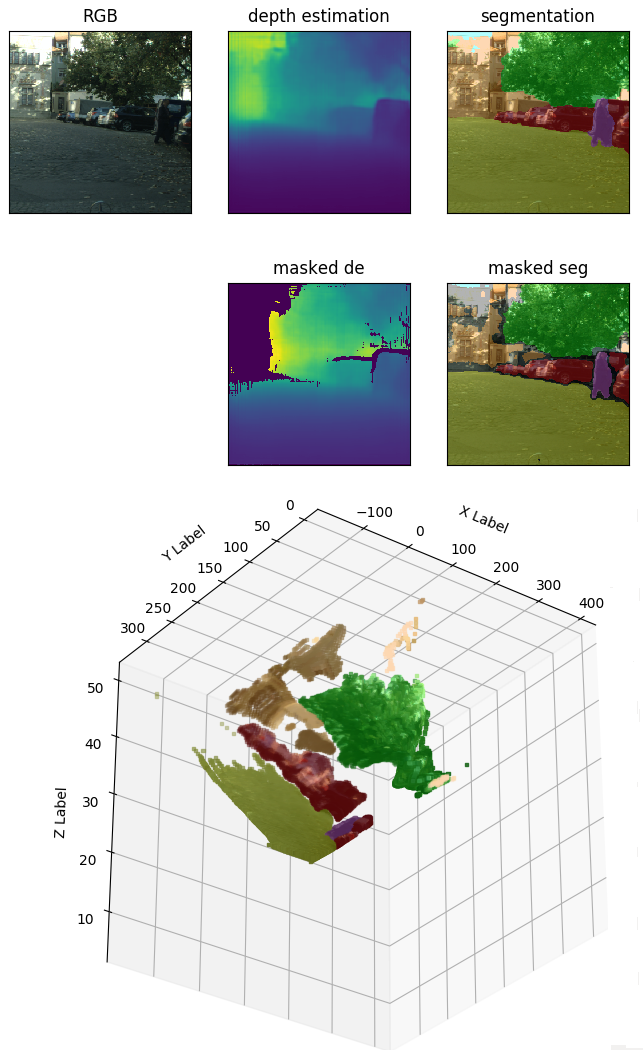 RGB
depth estimation
segmentation
masked de
masked seg
X Label
−100
0
100
200
300
400
Y Label
0
50
100
150
200
250
300
Z Label
50
40
30
20
10